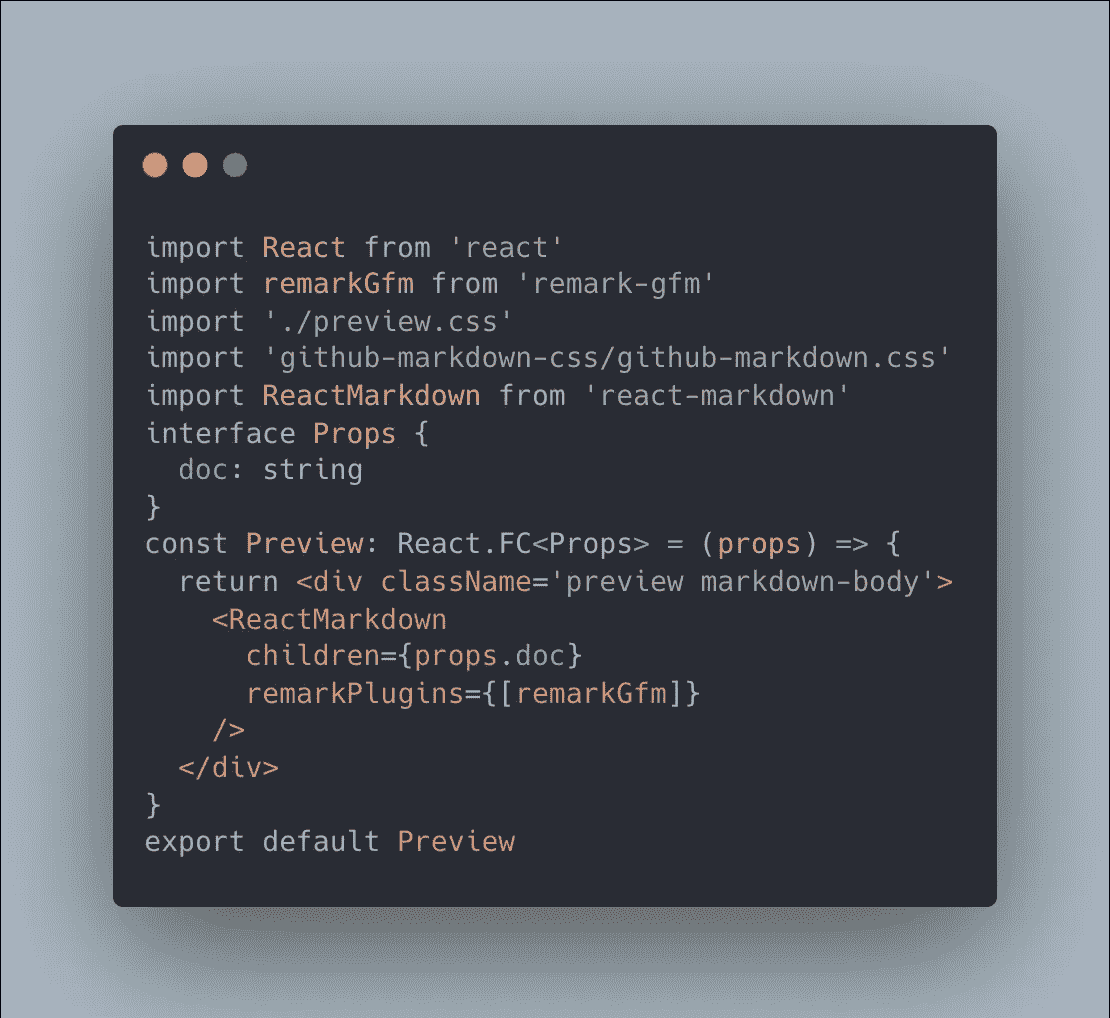 import React from 'react'
import remarkGfm from 'remark-gfm'
import './preview.css'
import 'github-markdown-css/github-markdown.css'
import ReactMarkdown from 'react-markdown'
interface Props {
  doc: string
}
const Preview: React.FC<Props> = (props) => {
  return <div className='preview markdown-body'>
    <ReactMarkdown
      children={props.doc}
      remarkPlugins={[remarkGfm]}
    />
  </div>
}
export default Preview